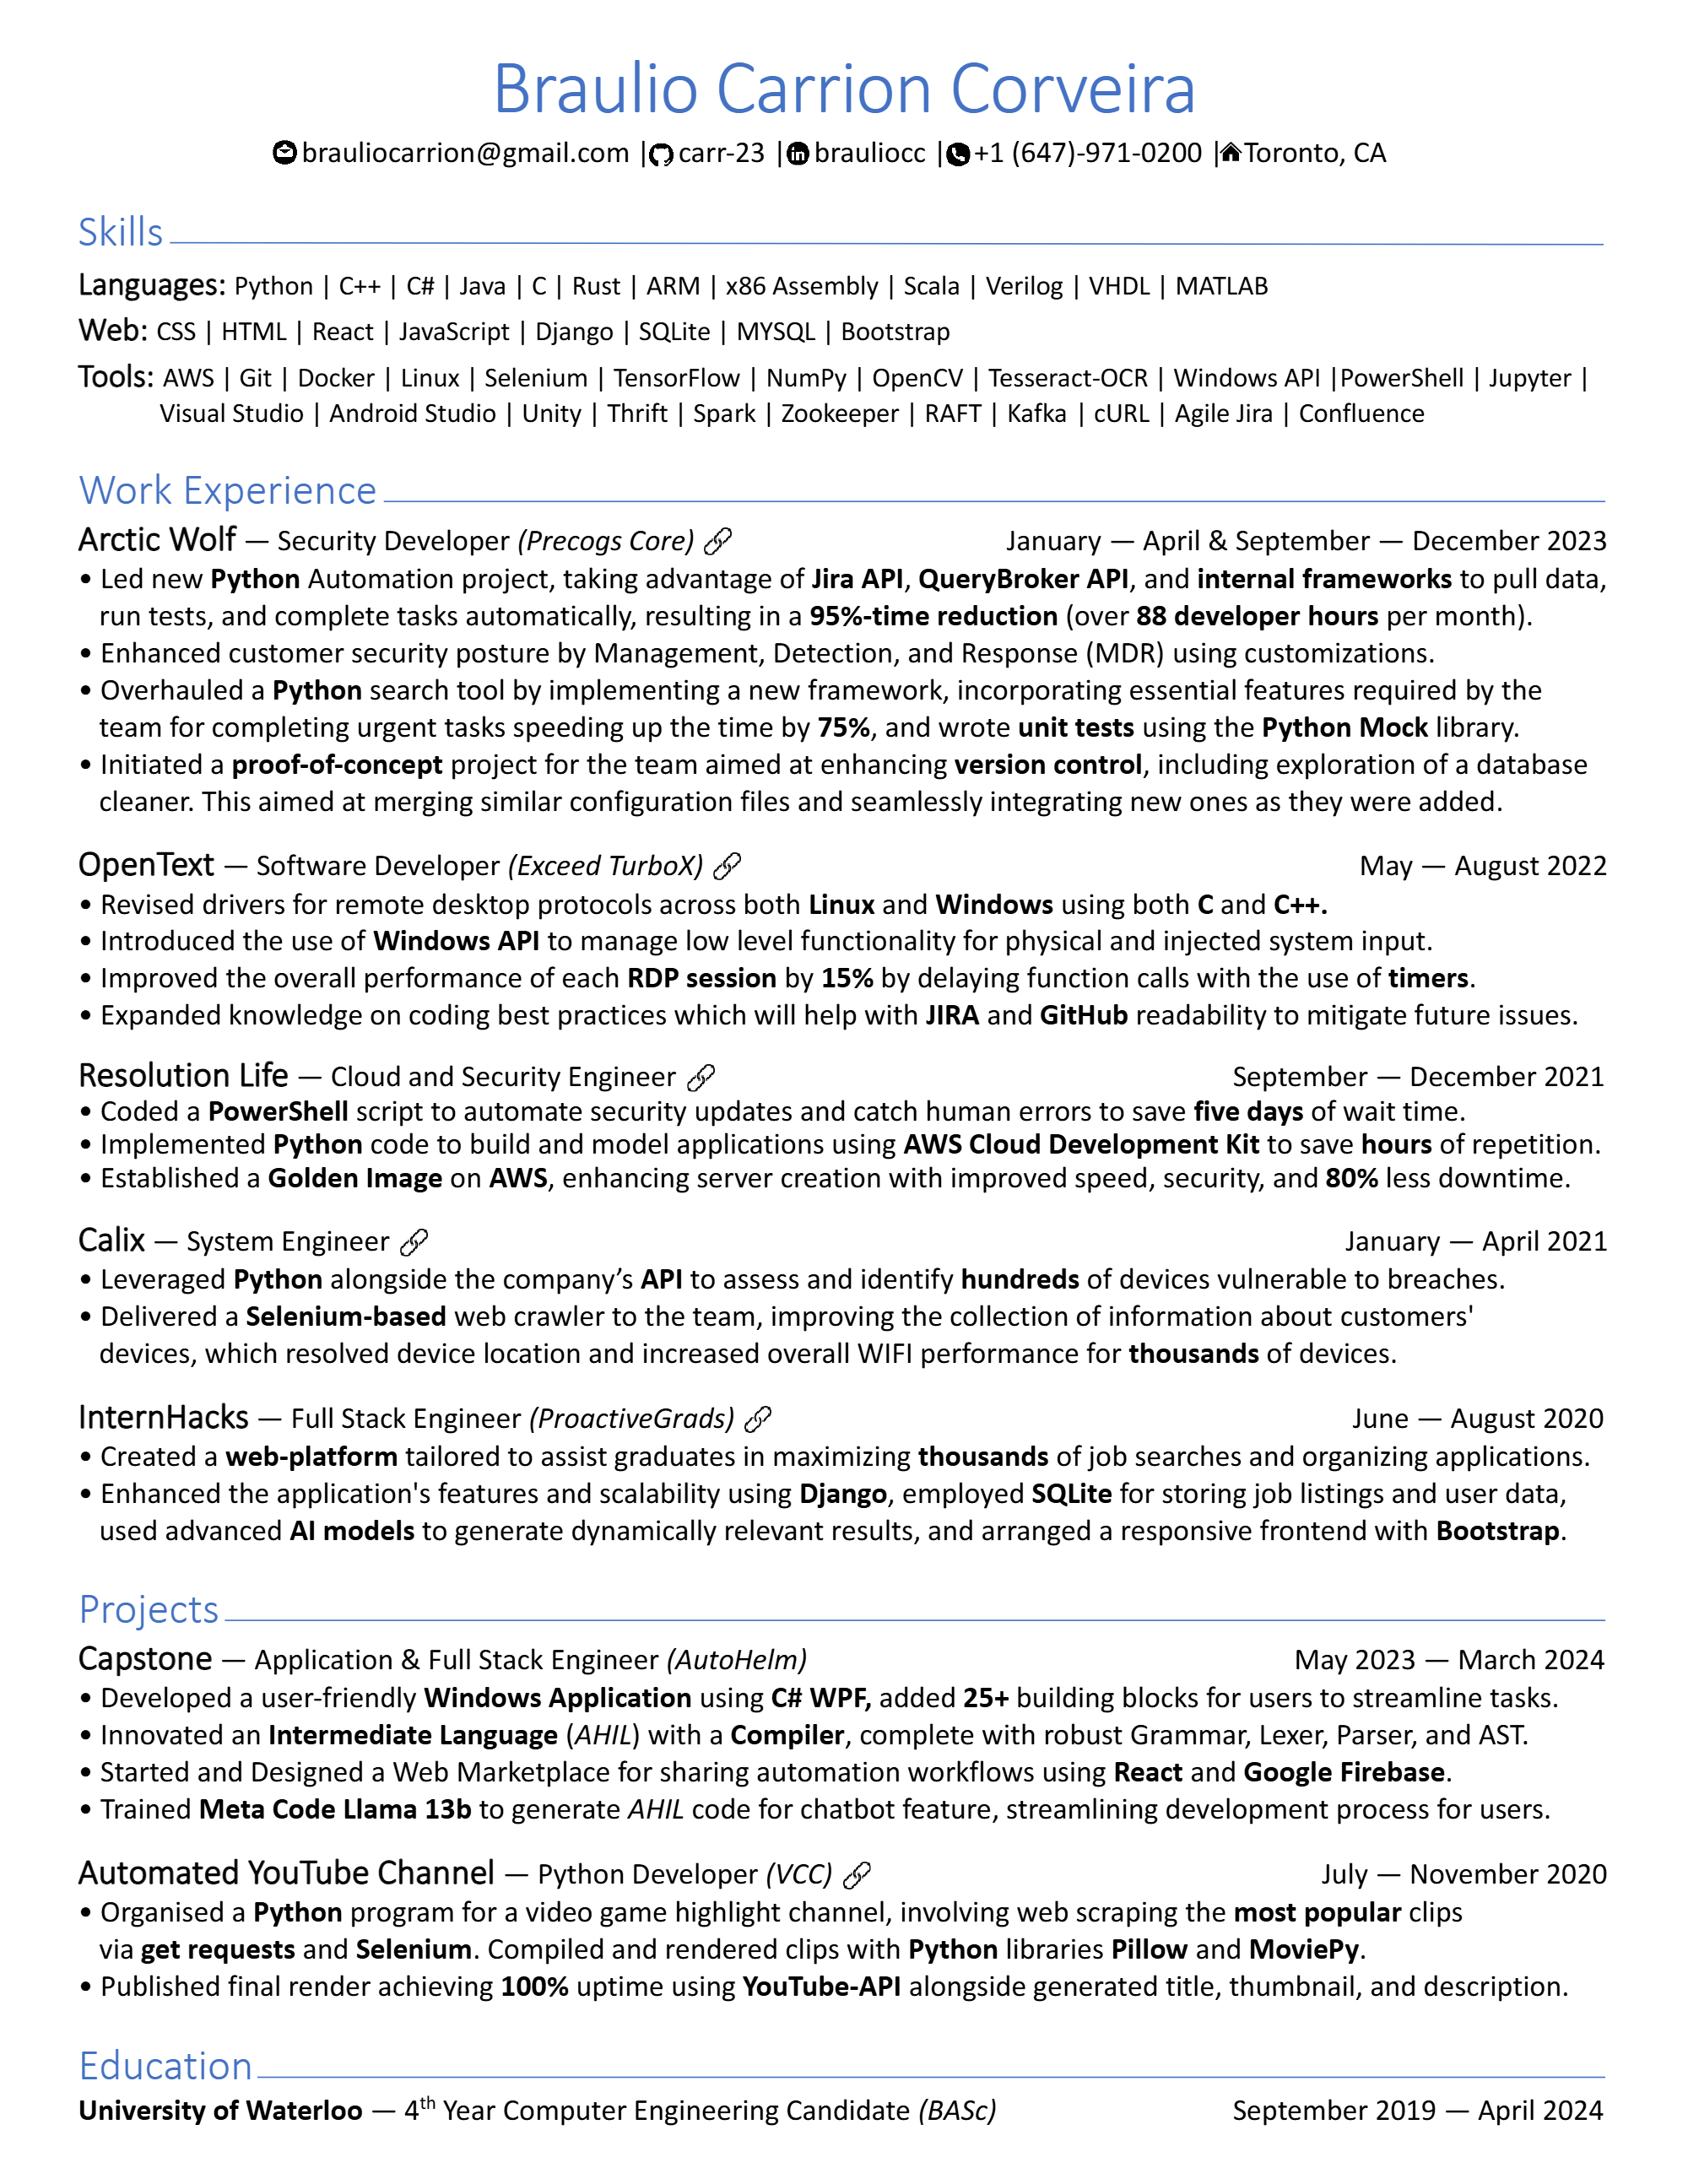 Braulio Carrion Corveira
brauliocarrion@gmail.com | carr-23 | brauliocc | +1 (647)-971-0200 | Toronto, CA
Skills
Languages: Python | C++ | C# | Java | C | Rust | ARM | x86 Assembly | Scala | Verilog | VHDL | MATLAB
Web: CSS | HTML | React | JavaScript | Django | SQLite | MYSQL | Bootstrap
Tools: AWS | Git | Docker | Linux | Selenium | TensorFlow | NumPy | OpenCV | Tesseract-OCR | Windows API |PowerShell | Jupyter |
Visual Studio | Android Studio | Unity | Thrift | Spark | Zookeeper | RAFT | Kafka | cURL | Agile Jira | Confluence
Work Experience
Arctic Wolf — Security Developer (Precogs Core) January — April & September — December 2023
• Led new Python Automation project, taking advantage of Jira API, QueryBroker API, and internal frameworks to pull data,
run tests, and complete tasks automatically, resulting in a 95%-time reduction (over 88 developer hours per month).
• Enhanced customer security posture by Management, Detection, and Response (MDR) using customizations.
• Overhauled a Python search tool by implementing a new framework, incorporating essential features required by the
team for completing urgent tasks speeding up the time by 75%, and wrote unit tests using the Python Mock library.
• Initiated a proof-of-concept project for the team aimed at enhancing version control, including exploration of a database
cleaner. This aimed at merging similar configuration files and seamlessly integrating new ones as they were added.
OpenText — Software Developer (Exceed TurboX) May — August 2022
• Revised drivers for remote desktop protocols across both Linux and Windows using both C and C++.
• Introduced the use of Windows API to manage low level functionality for physical and injected system input.
• Improved the overall performance of each RDP session by 15% by delaying function calls with the use of timers.
• Expanded knowledge on coding best practices which will help with JIRA and GitHub readability to mitigate future issues.
Resolution Life — Cloud and Security Engineer September — December 2021
• Coded a PowerShell script to automate security updates and catch human errors to save five days of wait time.
• Implemented Python code to build and model applications using AWS Cloud Development Kit to save hours of repetition.
• Established a Golden Image on AWS, enhancing server creation with improved speed, security, and 80% less downtime.
Calix — System Engineer January — April 2021
• Leveraged Python alongside the company’s API to assess and identify hundreds of devices vulnerable to breaches.
• Delivered a Selenium-based web crawler to the team, improving the collection of information about customers'
devices, which resolved device location and increased overall WIFI performance for thousands of devices.
InternHacks — Full Stack Engineer (ProactiveGrads) June — August 2020
• Created a web-platform tailored to assist graduates in maximizing thousands of job searches and organizing applications.
• Enhanced the application's features and scalability using Django, employed SQLite for storing job listings and user data,
used advanced AI models to generate dynamically relevant results, and arranged a responsive frontend with Bootstrap.
Projects
Capstone — Application & Full Stack Engineer (AutoHelm) May 2023 — March 2024
• Developed a user-friendly Windows Application using C# WPF, added 25+ building blocks for users to streamline tasks.
• Innovated an Intermediate Language (AHIL) with a Compiler, complete with robust Grammar, Lexer, Parser, and AST.
• Started and Designed a Web Marketplace for sharing automation workflows using React and Google Firebase.
• Trained Meta Code Llama 13b to generate AHIL code for chatbot feature, streamlining development process for users.
Automated YouTube Channel — Python Developer (VCC) July — November 2020
• Organised a Python program for a video game highlight channel, involving web scraping the most popular clips
via get requests and Selenium. Compiled and rendered clips with Python libraries Pillow and MoviePy.
• Published final render achieving 100% uptime using YouTube-API alongside generated title, thumbnail, and description.
Education
University of Waterloo — 4th Year Computer Engineering Candidate (BASc) September 2019 — April 2024